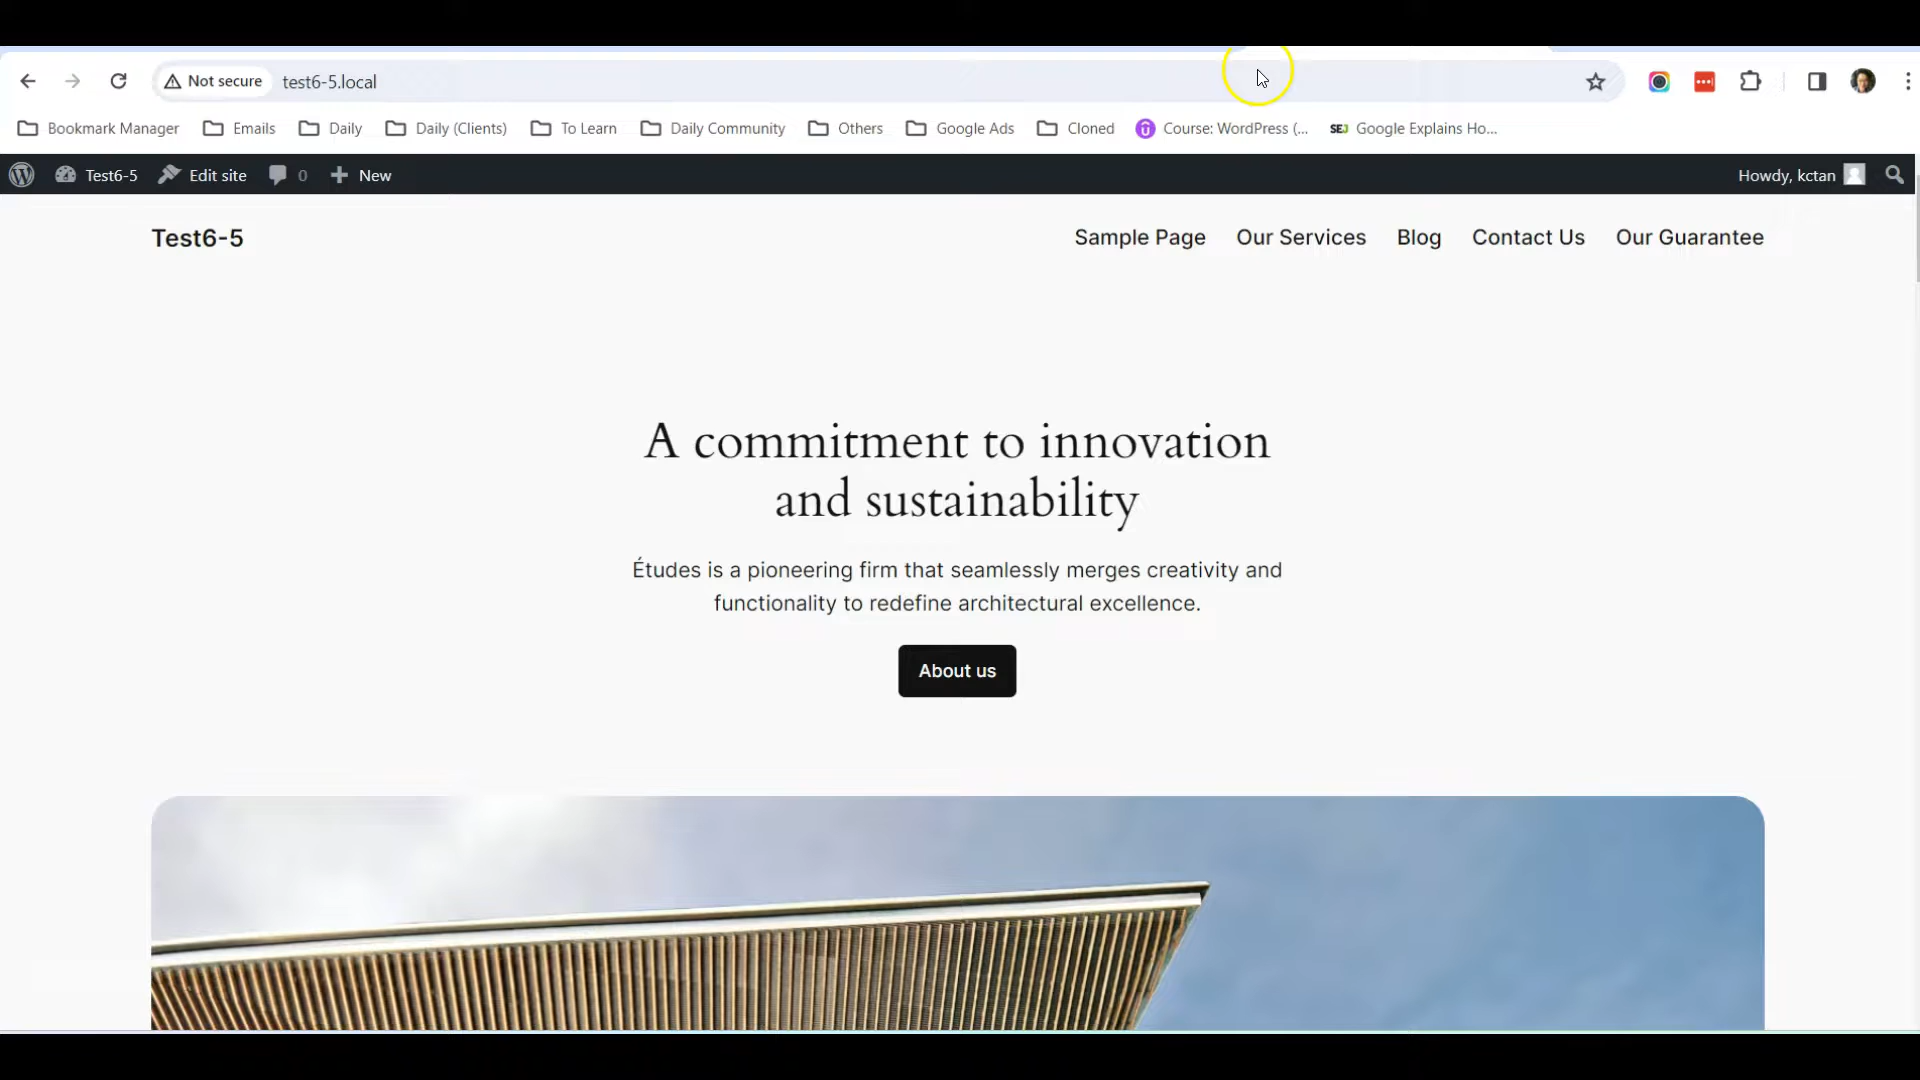 Not secure test6-5.local
Bookmark Manager Emails Daily Daily (Clients) To Learn Daily Community Others Google Ads Cloned Course: WordPress (... SEJ Google Explains Ho...
Test6-5 Edit site 0 New Howdy, kctan
Test6-5 Sample Page Our Services Blog Contact Us Our Guarantee
A commitment to innovation
and sustainability
Études is a pioneering firm that seamlessly merges creativity and
functionality to redefine architectural excellence.
About us